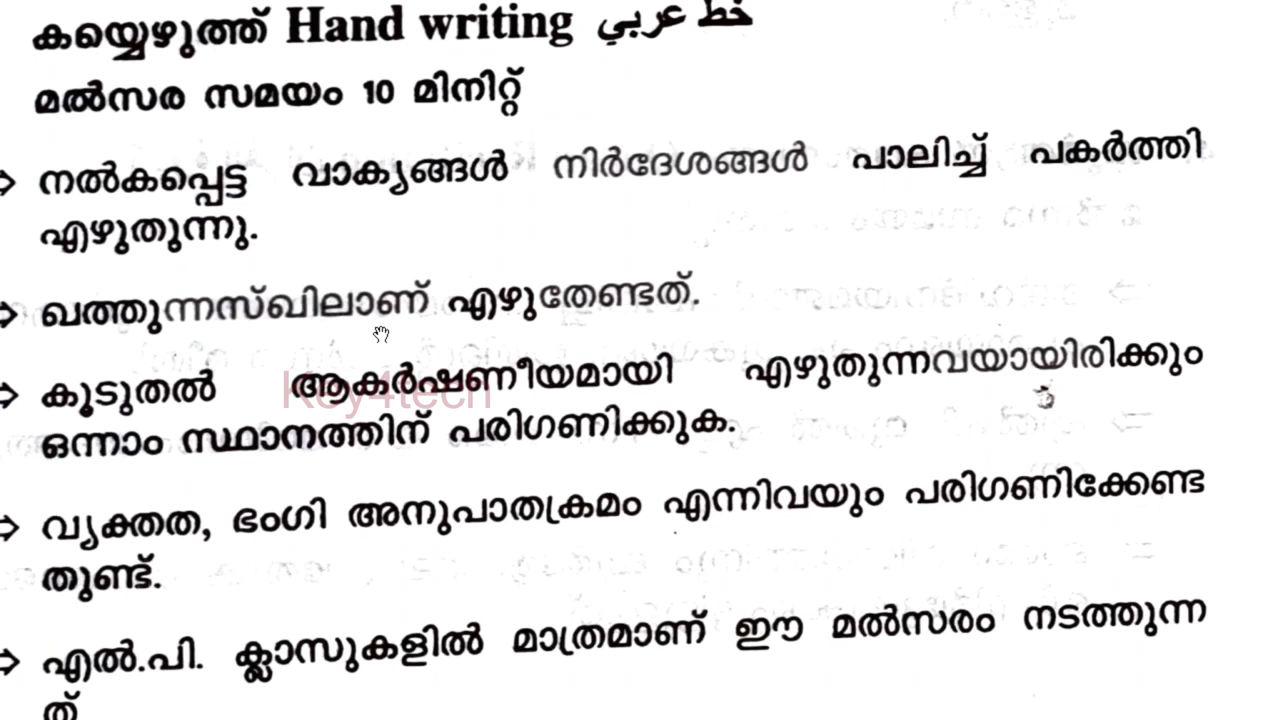 കയ്യെഴുത്ത് Hand writing خط عربي
മൽസര സമയം 10 മിനിറ്റ്
⇒ നൽകപ്പെട്ട വാക്യങ്ങൾ നിർദേശങ്ങൾ പാലിച്ച് പകർത്തി
എഴുതുന്നു.
⇒ ഖത്തുന്നസ്ഖിലാണ് എഴുതേണ്ടത്.
⇒ കൂടുതൽ ആകർഷണീയമായി എഴുതുന്നവയായിരിക്കും
Key4tech
ഒന്നാം സ്ഥാനത്തിന് പരിഗണിക്കുക.
⇒ വ്യക്തത, ഭംഗി അനുപാതക്രമം എന്നിവയും പരിഗണിക്കേണ്ട
തുണ്ട്.
⇒ എൽ.പി. ക്ലാസുകളിൽ മാത്രമാണ് ഈ മൽസരം നടത്തുന്ന
ത്